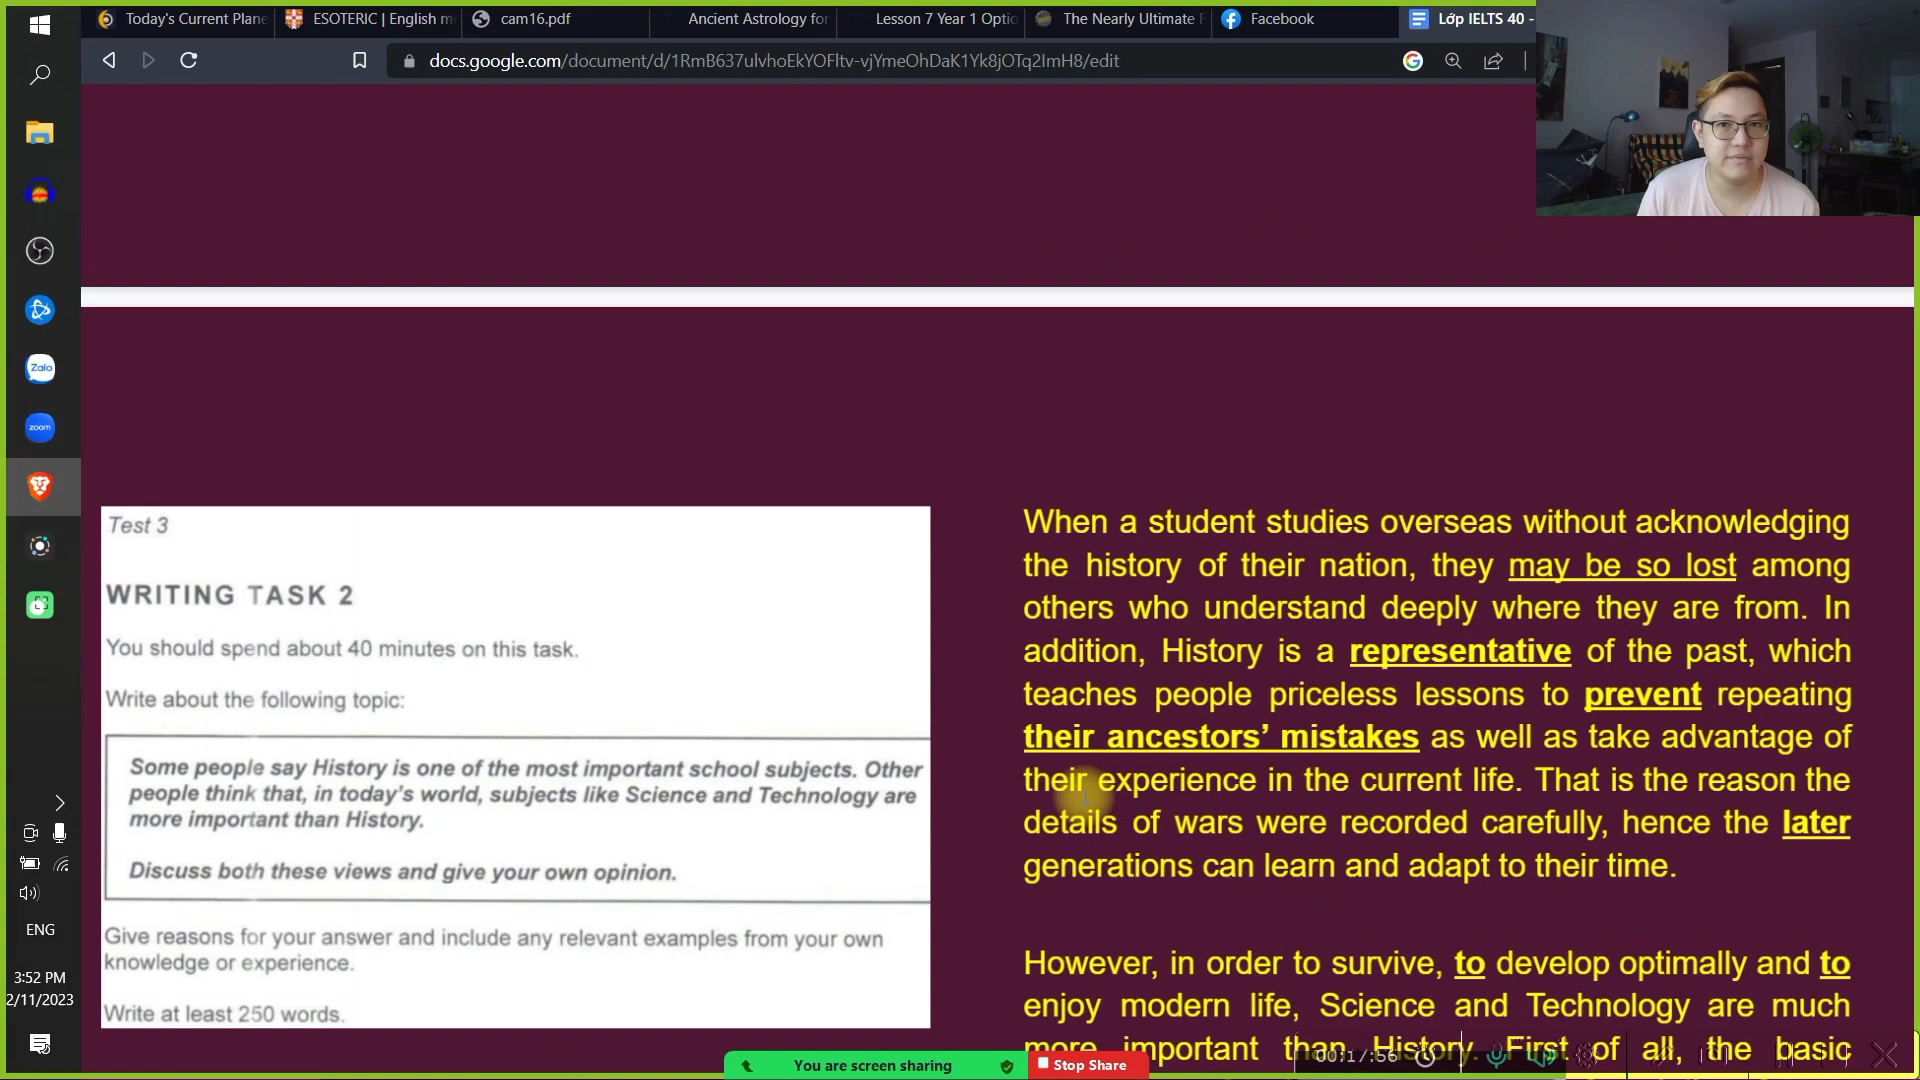 Today's Current Plane
ESOTERIC | English m
cam16.pdf
Ancient Astrology for
Lesson 7 Year 1 Optio
The Nearly Ultimate F
Facebook
Lớp IELTS 40 -
docs.google.com/document/d/1RmB637ulvhoEkYOFltv-vjYmeOhDaK1Yk8jOTq2ImH8/edit
Zalo
zoom
ENG
3:52 PM
2/11/2023
Test 3
WRITING TASK 2
You should spend about 40 minutes on this task.
Write about the following topic:
Some people say History is one of the most important school subjects. Other
people think that, in today's world, subjects like Science and Technology are
more important than History.
Discuss both these views and give your own opinion.
Give reasons for your answer and include any relevant examples from your own
knowledge or experience.
Write at least 250 words.
When a student studies overseas without acknowledging
the history of their nation, they may be so lost among
others who understand deeply where they are from. In
addition, History is a representative of the past, which
teaches people priceless lessons to prevent repeating
their ancestors' mistakes as well as take advantage of
their experience in the current life. That is the reason the
details of wars were recorded carefully, hence the later
generations can learn and adapt to their time.
However, in order to survive, to develop optimally and to
enjoy modern life, Science and Technology are much
more important than History. First of all, the basic
00:17:56
You are screen sharing
Stop Share